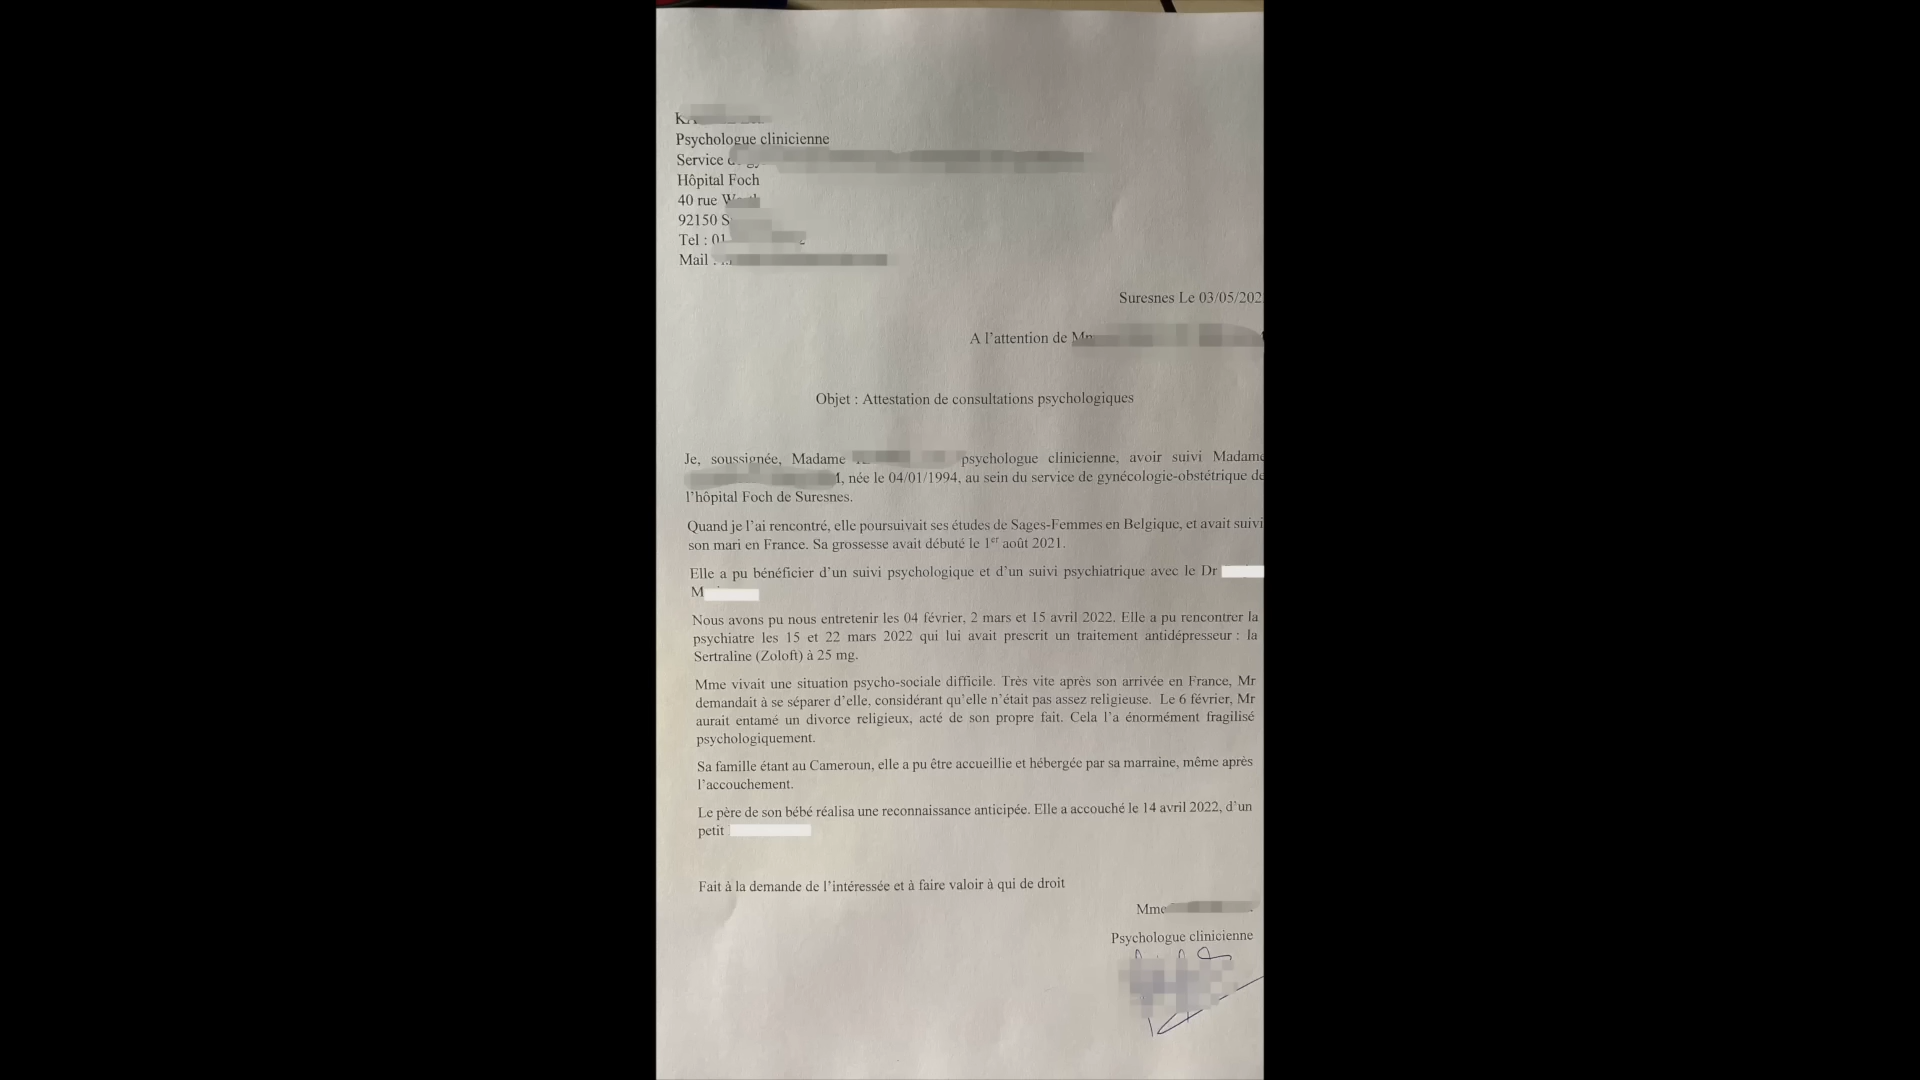 Psychologue clinicienne
Service
Hôpital Foch
40 rue
92150
Tel : 01
Mail :
Suresnes Le 03/05/202
A l'attention de
Objet : Attestation de consultations psychologiques
Je, soussignée, Madame psychologue clinicienne, avoir suivi Madame
née le 04/01/1994, au sein du service de gynécologie-obstétrique de
l'hôpital Foch de Suresnes.
Quand je l'ai rencontré, elle poursuivait ses études de Sages-Femmes en Belgique, et avait suivi
son mari en France. Sa grossesse avait débuté le 1er août 2021.
Elle a pu bénéficier d'un suivi psychologique et d'un suivi psychiatrique avec le Dr
M
Nous avons pu nous entretenir les 04 février, 2 mars et 15 avril 2022. Elle a pu rencontrer la
psychiatre les 15 et 22 mars 2022 qui lui avait prescrit un traitement antidépresseur : la
Sertraline (Zoloft) à 25 mg.
Mme vivait une situation psycho-sociale difficile. Très vite après son arrivée en France, Mr
demandait à se séparer d'elle, considérant qu'elle n'était pas assez religieuse. Le 6 février, Mr
aurait entamé un divorce religieux, acté de son propre fait. Cela l'a énormément fragilisé
psychologiquement.
Sa famille étant au Cameroun, elle a pu être accueillie et hébergée par sa marraine, même après
l'accouchement.
Le père de son bébé réalisa une reconnaissance anticipée. Elle a accouché le 14 avril 2022, d'un
petit
Fait à la demande de l'intéressée et à faire valoir à qui de droit
Mme
Psychologue clinicienne